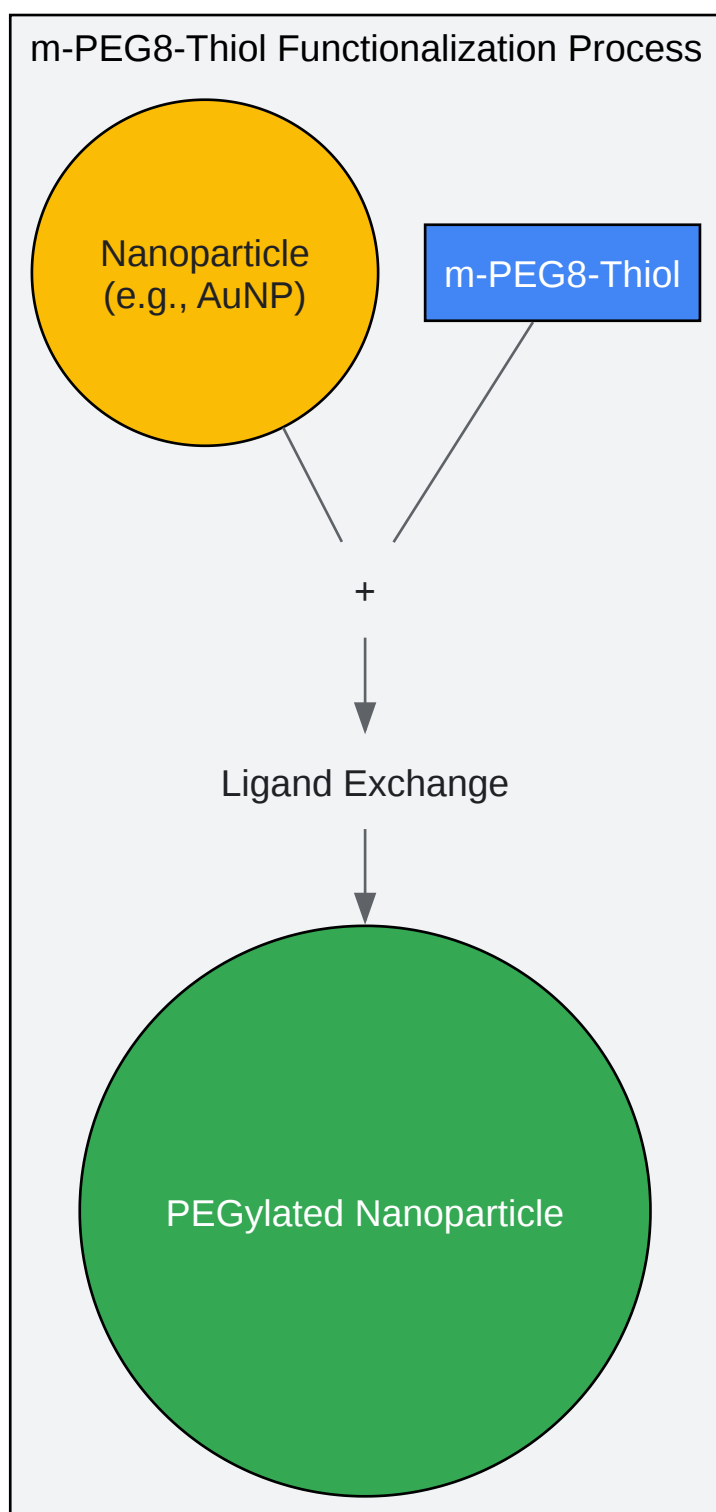 m-PEG8-Thiol Functionalization Process
Nanoparticle
(e.g., AuNP)
m-PEG8-Thiol
+
Ligand Exchange
PEGylated Nanoparticle